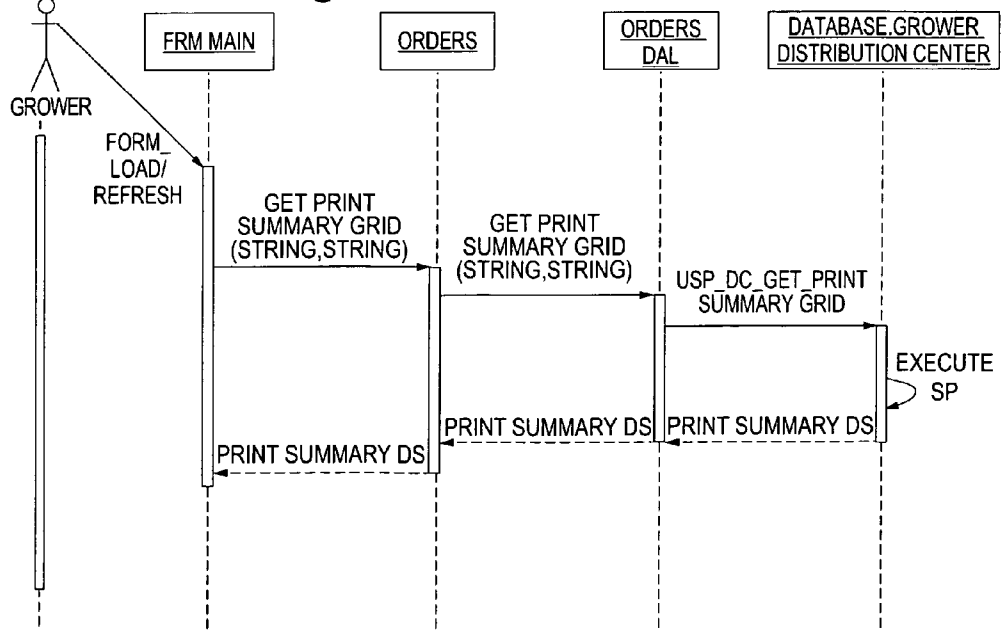 FRM MAIN
ORDERS
ORDERS
DAL
DATABASE.GROWER
DISTRIBUTION CENTER
GROWER
FORM_
LOAD/
REFRESH
GET PRINT
SUMMARY GRID
(STRING,STRING)
GET PRINT
SUMMARY GRID
(STRING,STRING)
USP_DC_GET_PRINT
SUMMARY GRID
EXECUTE
SP
PRINT SUMMARY DS
PRINT SUMMARY DS
PRINT SUMMARY DS